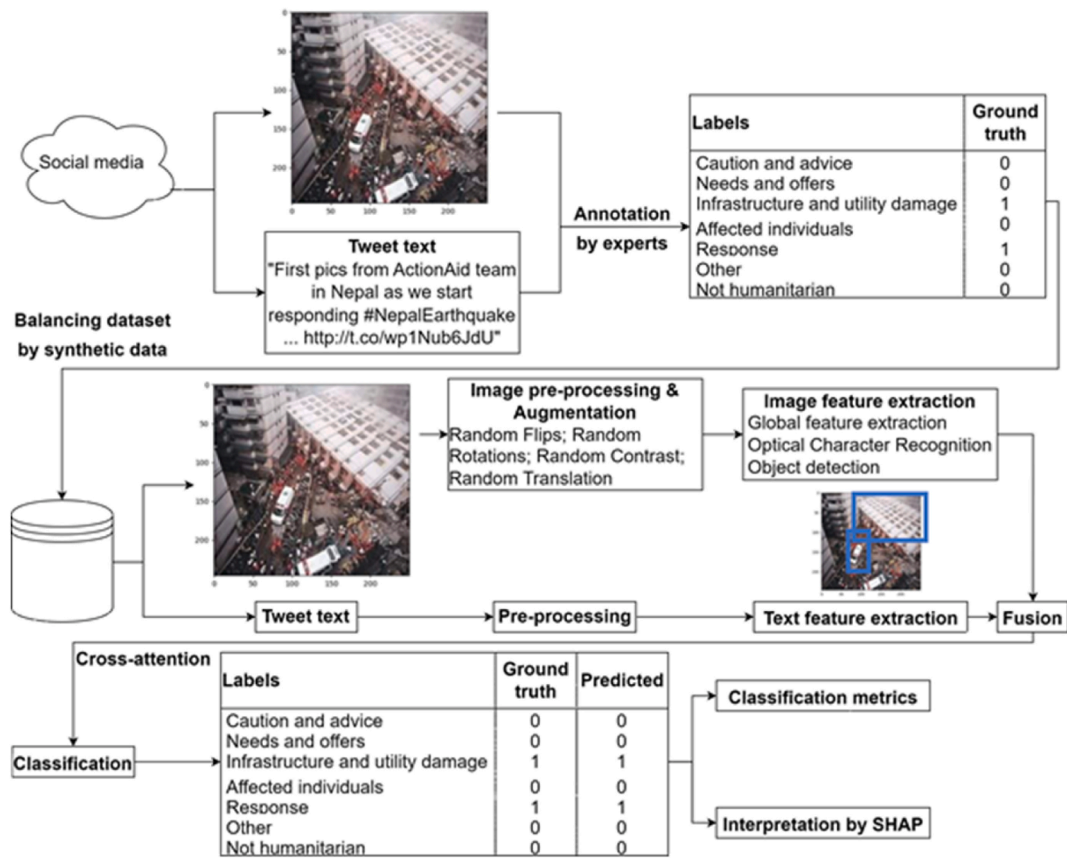 Social media
0
50
100
150
200
0 50 100 150 200
Tweet text
"First pics from ActionAid team
in Nepal as we start
responding #NepalEarthquake
... http://t.co/wp1Nub6JdU"
Annotation
by experts
Labels Ground
truth
Caution and advice 0
Needs and offers 0
Infrastructure and utility damage 1
Affected individuals 0
Response 1
Other 0
Not humanitarian 0
Balancing dataset
by synthetic data
0
50
100
150
200
0 50 100 150 200
Image pre-processing &
Augmentation
Random Flips; Random
Rotations; Random Contrast;
Random Translation
Image feature extraction
Global feature extraction
Optical Character Recognition
Object detection
Tweet text
Pre-processing
Text feature extraction
Fusion
Cross-attention
Classification
Labels Ground
truth Predicted
Caution and advice 0 0
Needs and offers 0 0
Infrastructure and utility damage 1 1
Affected individuals 0 0
Response 1 1
Other 0 0
Not humanitarian 0 0
Classification metrics
Interpretation by SHAP